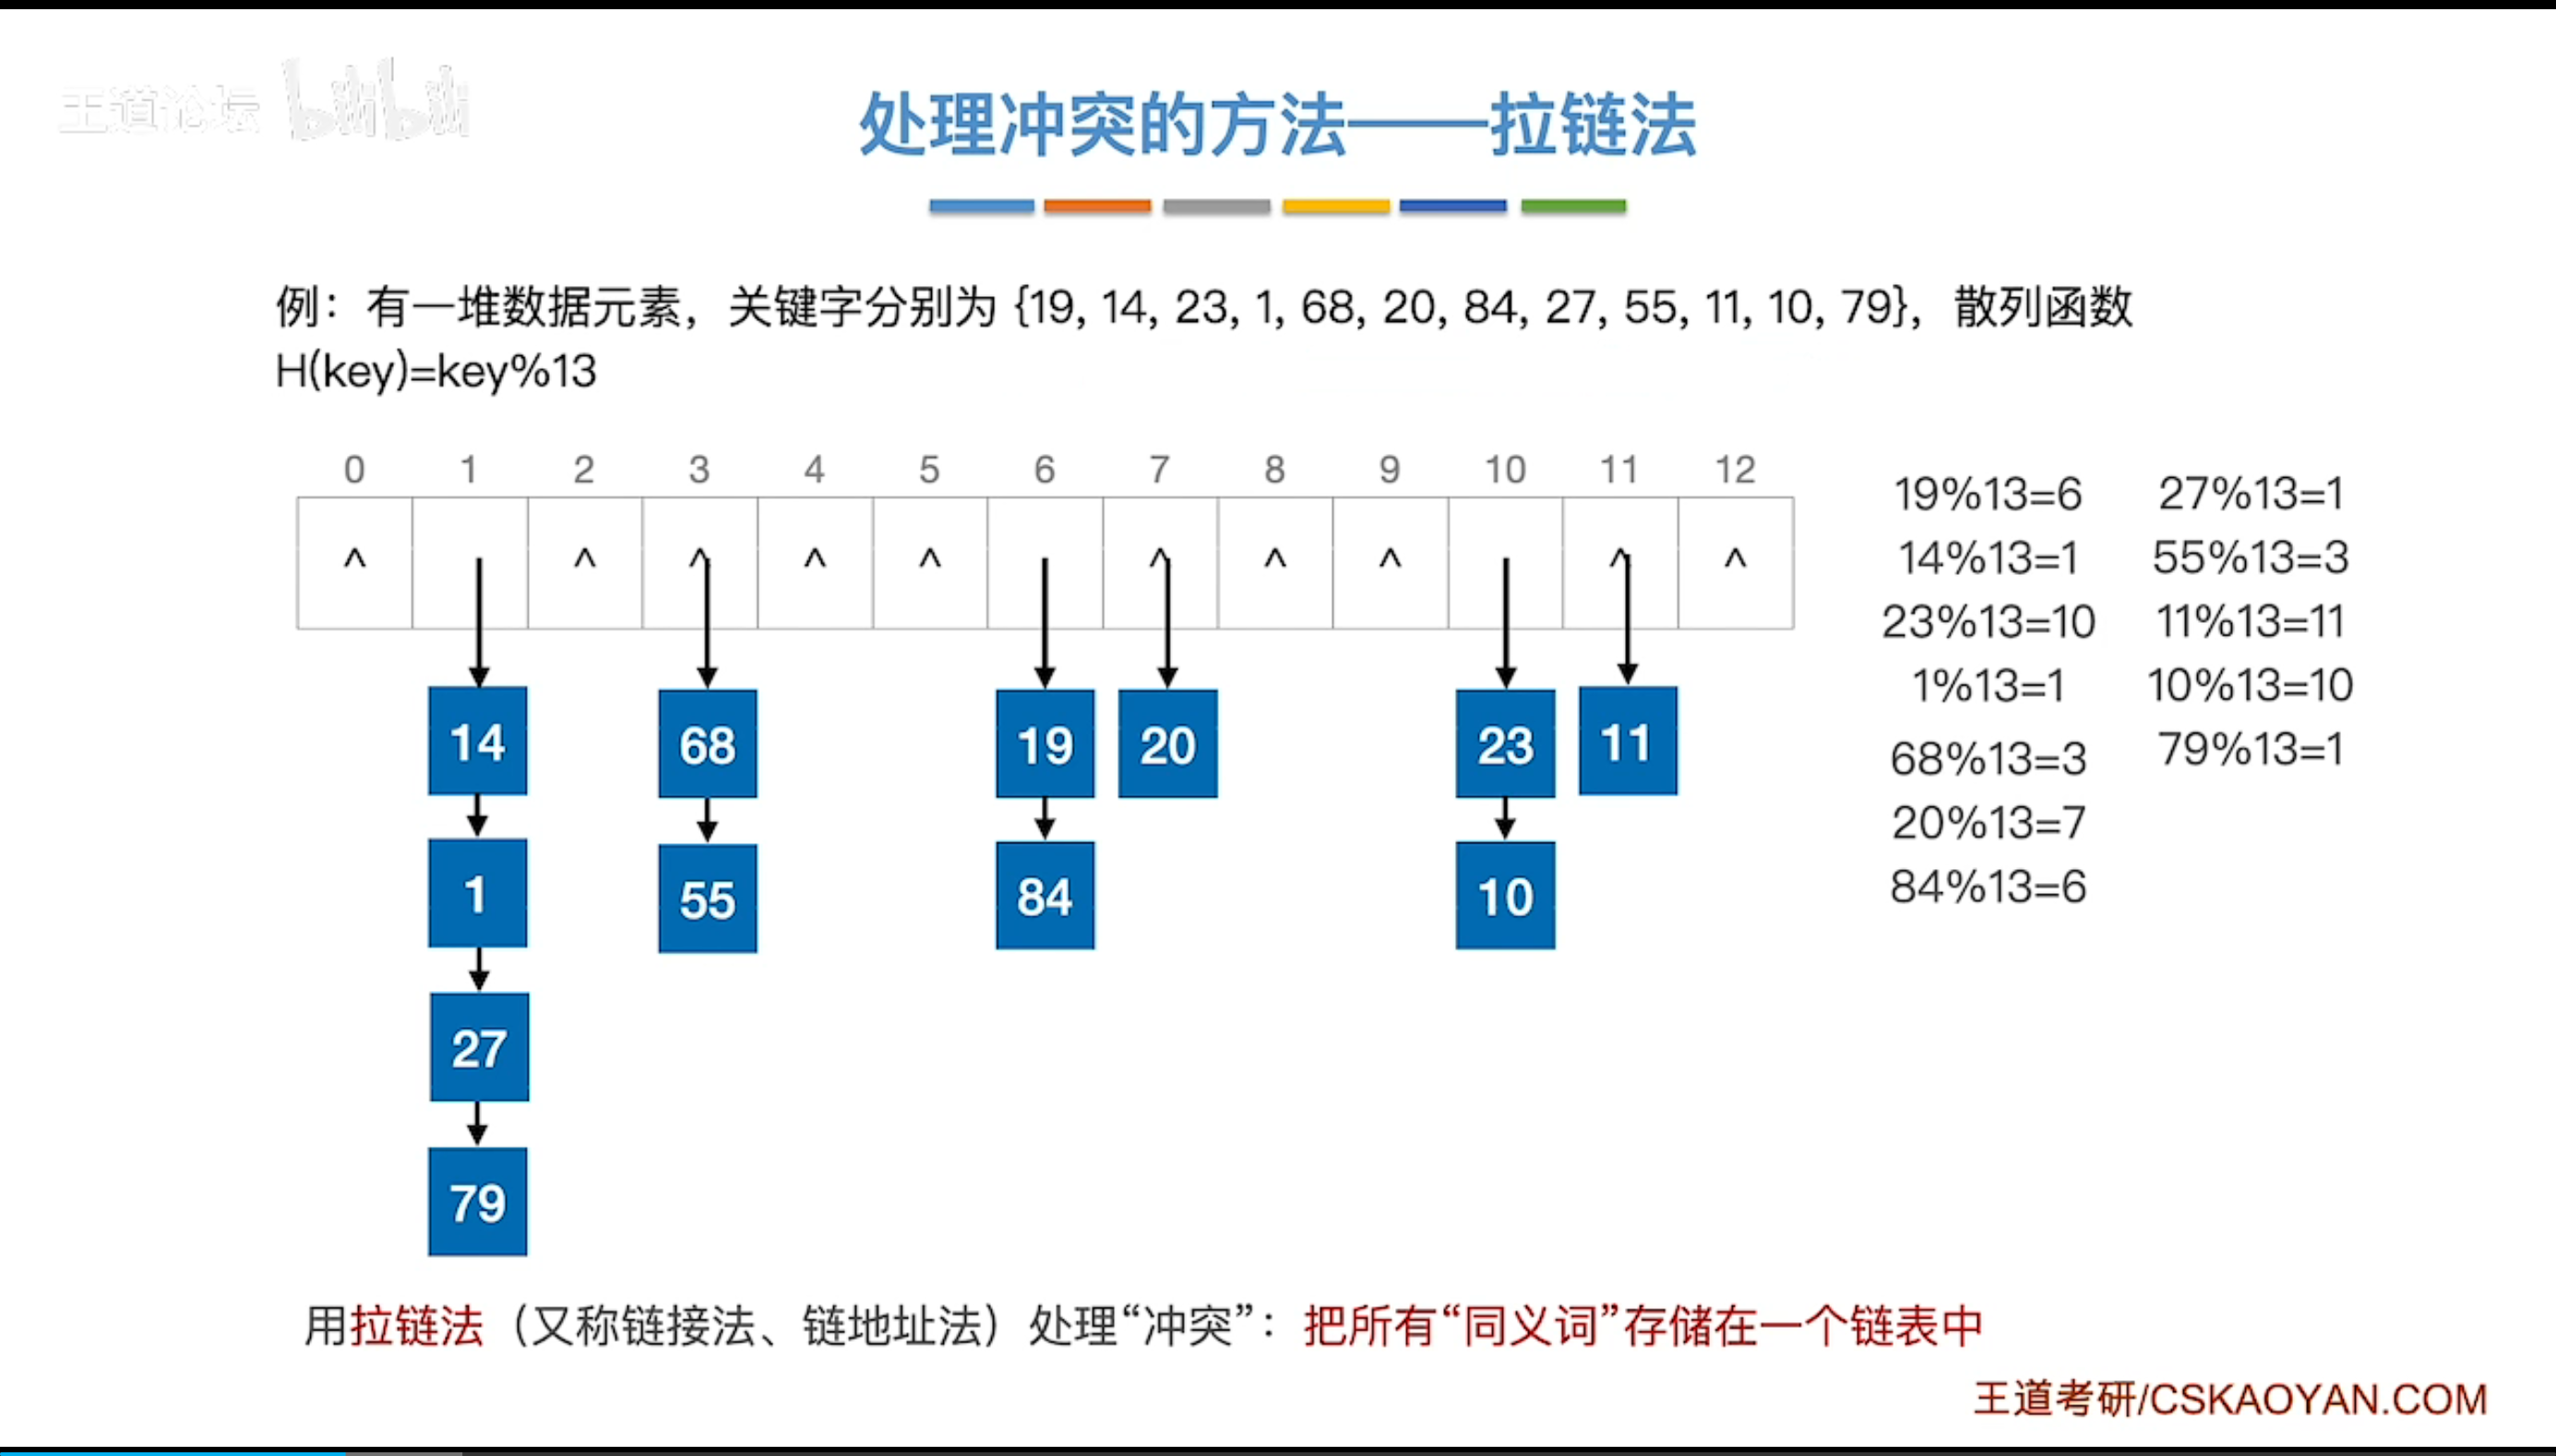 王道论坛 bilibili
处理冲突的方法——拉链法
例：有一堆数据元素，关键字分别为 {19, 14, 23, 1, 68, 20, 84, 27, 55, 11, 10, 79}，散列函数
H(key)=key%13
0 1 2 3 4 5 6 7 8 9 10 11 12
^ ^ ^ ^ ^ ^ ^ ^ ^ ^
14 68 19 20 23 11
1 55 84 10
27
79
19%13=6 27%13=1
14%13=1 55%13=3
23%13=10 11%13=11
1%13=1 10%13=10
68%13=3 79%13=1
20%13=7
84%13=6
用拉链法（又称链接法、链地址法）处理“冲突”：把所有“同义词”存储在一个链表中
王道考研/CSKAOYAN.COM